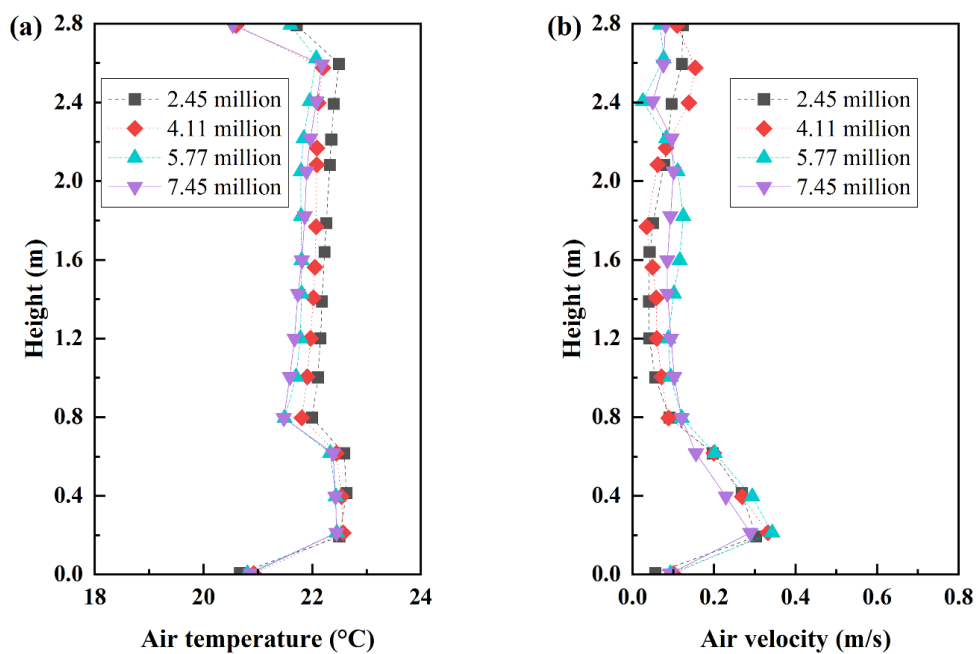 (a)
2.8
2.4
2.0
1.6
1.2
0.8
0.4
0.0
Height (m)
2.45 million
4.11 million
5.77 million
7.45 million
18 20 22 24
Air temperature (°C)
(b)
2.8
2.4
2.0
1.6
1.2
0.8
0.4
0.0
Height (m)
2.45 million
4.11 million
5.77 million
7.45 million
0.0 0.2 0.4 0.6 0.8
Air velocity (m/s)